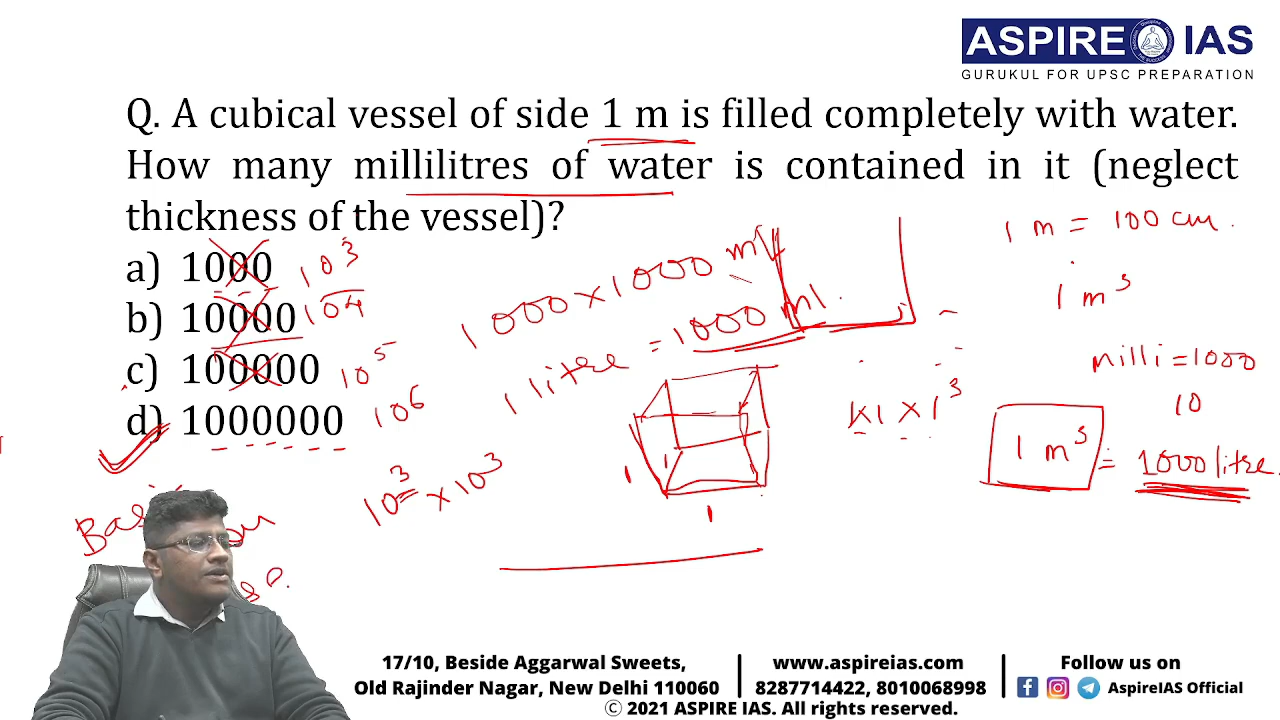 ASPIRE IAS
GURUKUL FOR UPSC PREPARATION
Q. A cubical vessel of side 1 m is filled completely with water.
How many millilitres of water is contained in it (neglect
thickness of the vessel)?
a) 1000 10³
b) 10000 10⁴
c) 100000 10⁵
d) 1000000 10⁶
1000 x 1000 ml
1 litre = 1000 ml.
10³ x 10³
1 m = 100 cm.
1 m³
milli = 1000
10
1 x 1³
1 m³ = 1000 litre.
1
1
1
17/10, Beside Aggarwal Sweets,
Old Rajinder Nagar, New Delhi 110060
www.aspireias.com
8287714422, 8010068998
Follow us on
AspireIAS Official
Ⓒ 2021 ASPIRE IAS. All rights reserved.